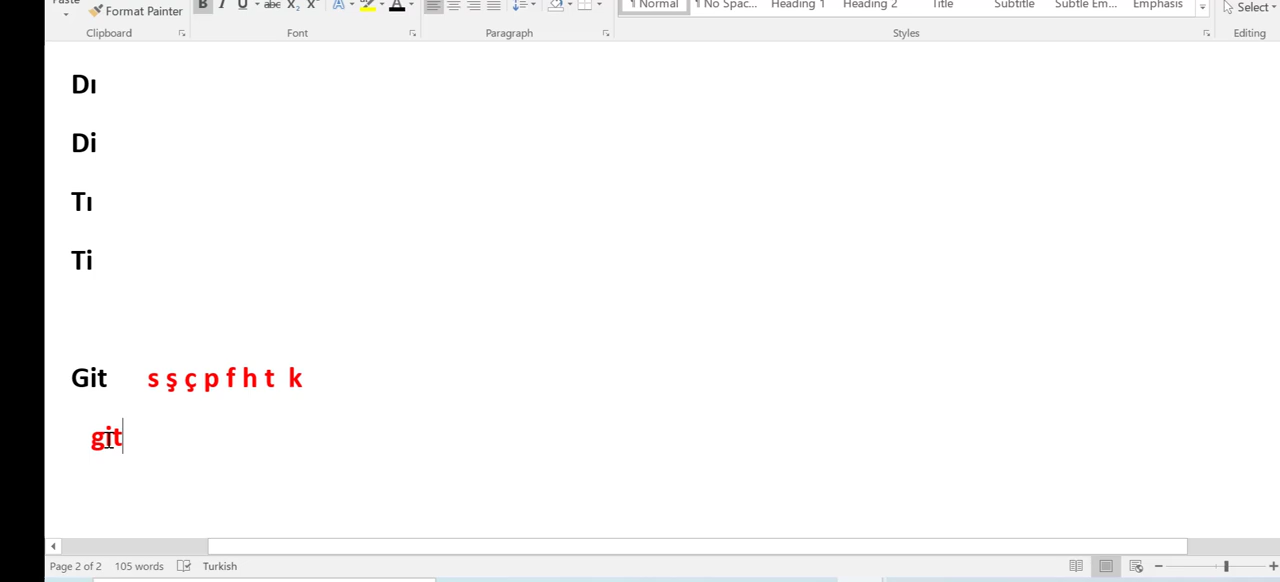 Format Painter
Clipboard
Font
Paragraph
¶ Normal ¶ No Spac... Heading 1 Heading 2 Title Subtitle Subtle Em... Emphasis
Styles
Select
Editing
Dı
Di
Tı
Ti
Git s ş ç p f h t k
git
Page 2 of 2 105 words Turkish